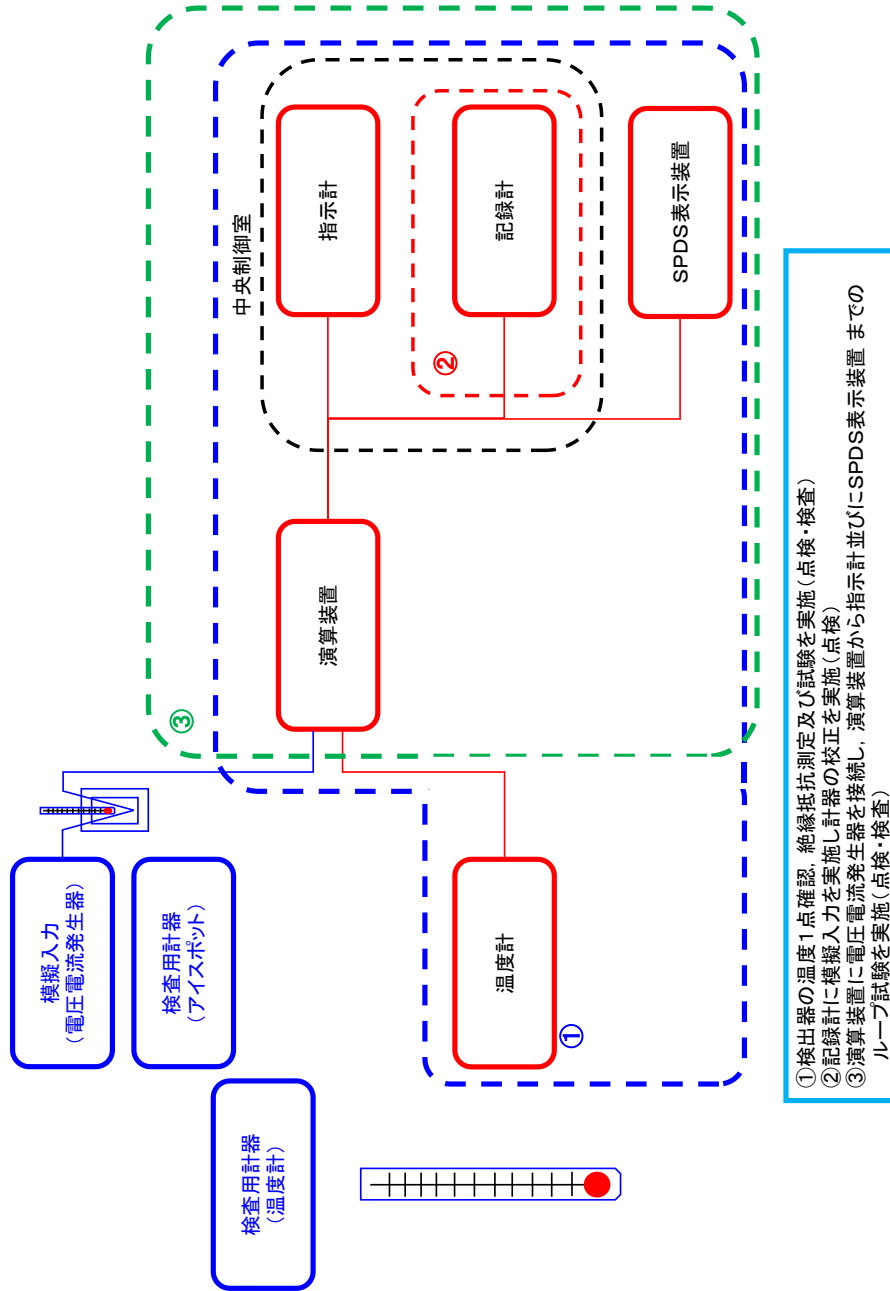 模擬入力
(電圧電流発生器)
検査用計器
(アイスポット)
検査用計器
(温度計)
③
演算装置
中央制御室
指示計
②
記録計
SPDS表示装置
温度計
①
①検出器の温度1点確認，絶縁抵抗測定及び試験を実施(点検・検査)
②記録計に模擬入力を実施し計器の校正を実施(点検)
③演算装置に電圧電流発生器を接続し，演算装置から指示計並びにSPDS表示装置 までの
ループ試験を実施(点検・検査)